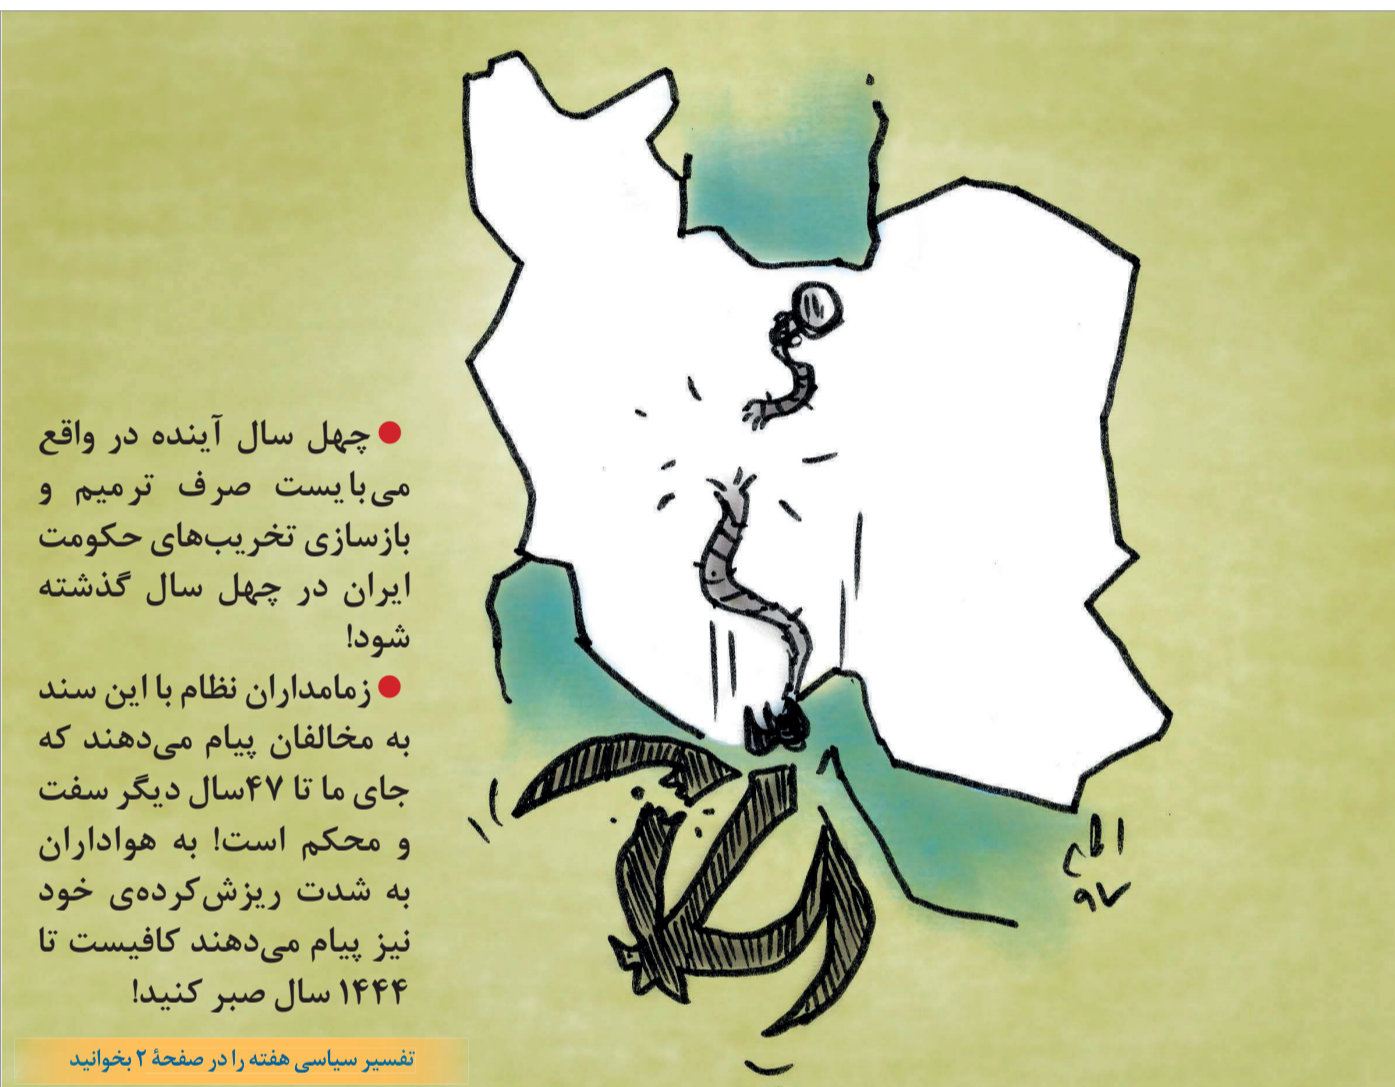 ● چهل سال آینده در واقع
می‌بایست صرف ترمیم و
بازسازی تخریب‌های حکومت
ایران در چهل سال گذشته
شود!
● زمامداران نظام با این سند
به مخالفان پیام می‌دهند که
جای ما تا ۴۷سال دیگر سفت
و محکم است! به هواداران
به شدت ریزش‌کرده‌ی خود
نیز پیام می‌دهند کافیست تا
۱۴۴۴ سال صبر کنید!
تفسیر سیاسی هفته را در صفحهٔ ۲ بخوانید
۹۷